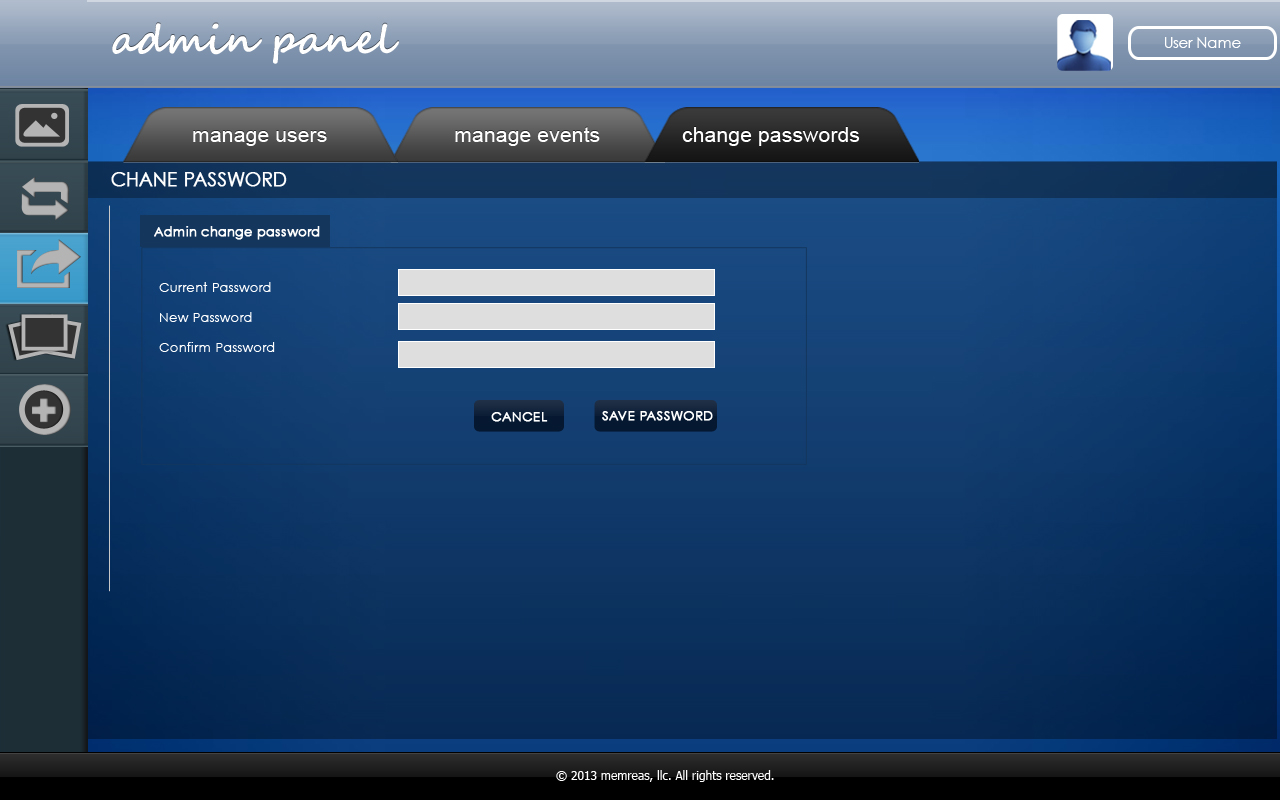 admin panel
User Name
manage users
manage events
change passwords
CHANE PASSWORD
Admin change password
Current Password
New Password
Confirm Password
CANCEL
SAVE PASSWORD
© 2013 memreas, llc. All rights reserved.